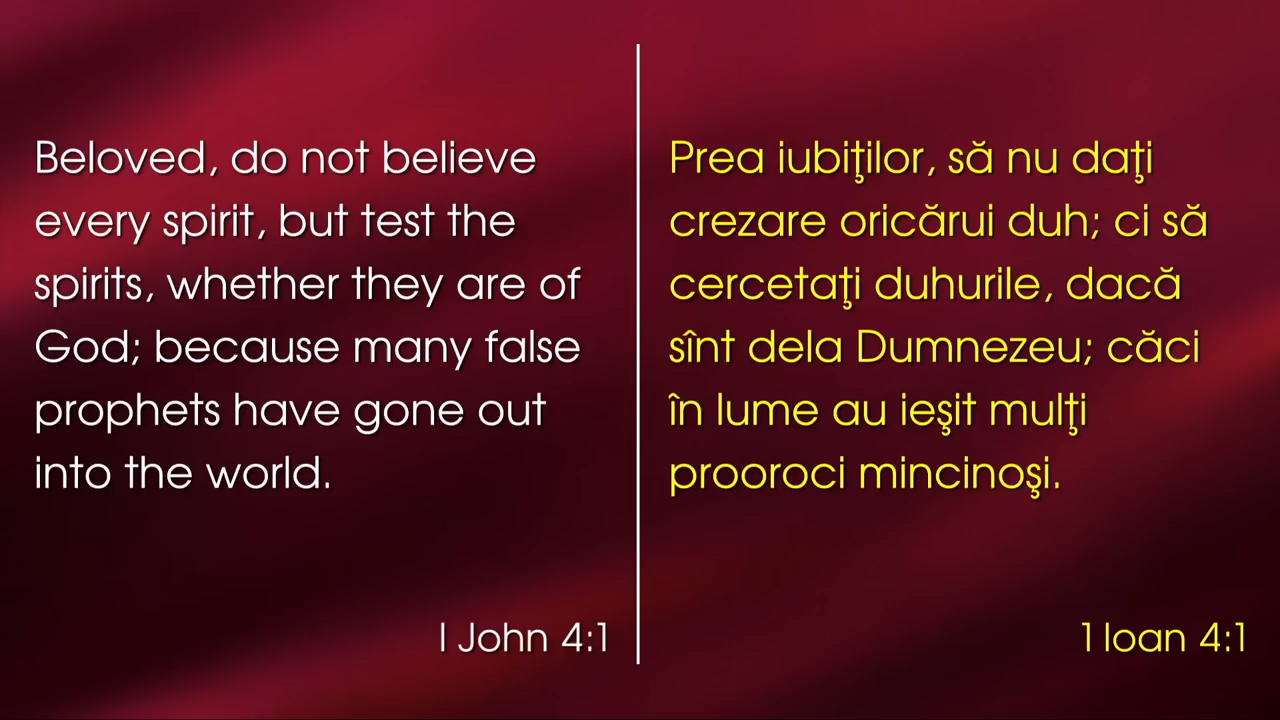 Beloved, do not believe
every spirit, but test the
spirits, whether they are of
God; because many false
prophets have gone out
into the world.
I John 4:1
Prea iubiţilor, să nu daţi
crezare oricărui duh; ci să
cercetaţi duhurile, dacă
sînt dela Dumnezeu; căci
în lume au ieşit mulţi
prooroci mincinoşi.
1 Ioan 4:1